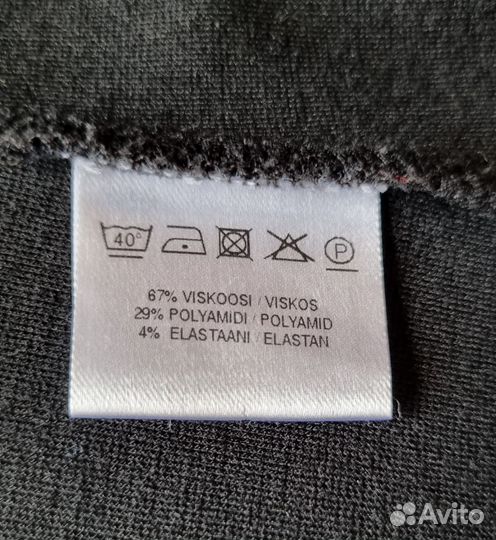 40° P
67% VISKOOSI / VISKOS
29% POLYAMIDI / POLYAMID
4% ELASTAANI / ELASTAN
Avito